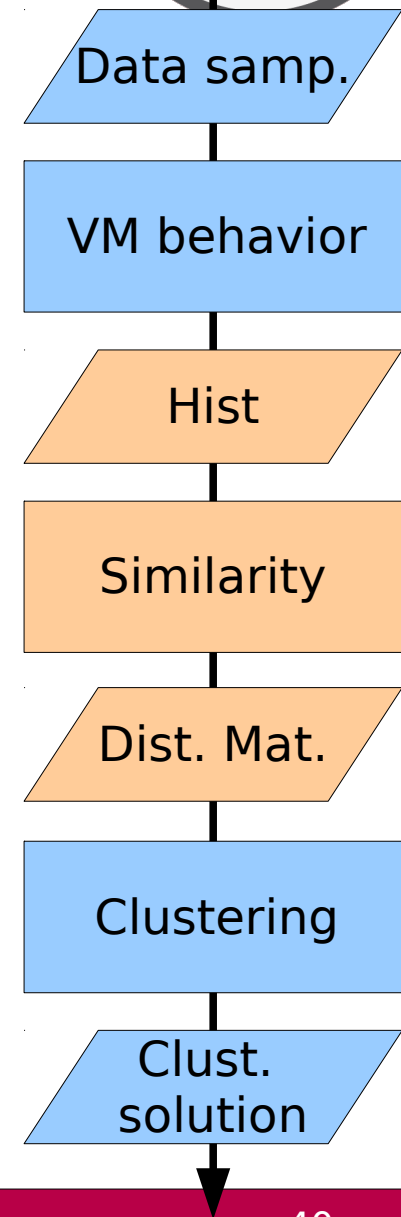 Data samp.
VM behavior
Hist
Similarity
Dist. Mat.
Clustering
Clust.
solution